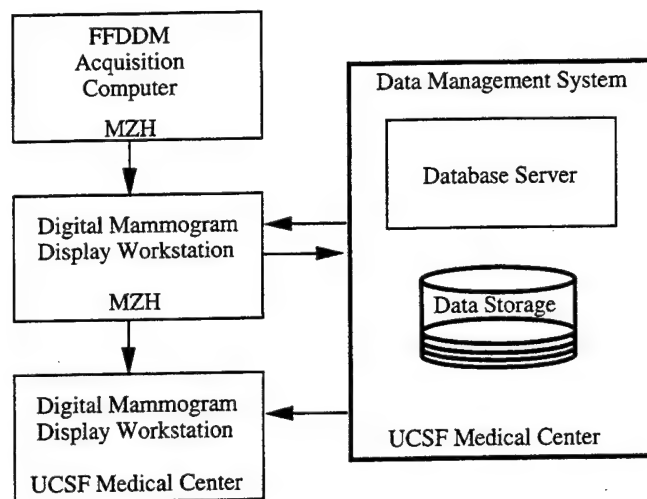 FFDDM
Acquisition
Computer
MZH
Digital Mammogram
Display Workstation
MZH
Digital Mammogram
Display Workstation
UCSF Medical Center
Data Management System
Database Server
Data Storage
UCSF Medical Center